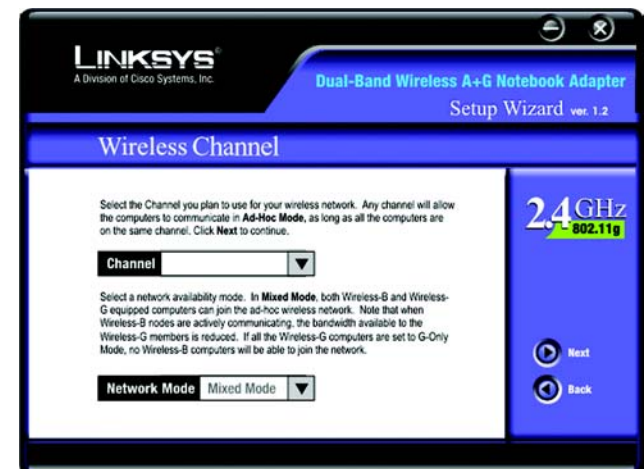 LINKSYS®
A Division of Cisco Systems, Inc.
Dual-Band Wireless A+G Notebook Adapter
Setup Wizard ver. 1.2
Wireless Channel
Select the Channel you plan to use for your wireless network. Any channel will allow
the computers to communicate in Ad-Hoc Mode, as long as all the computers are
on the same channel. Click Next to continue.
Channel
Select a network availability mode. In Mixed Mode, both Wireless-B and Wireless-
G equipped computers can join the ad-hoc wireless network. Note that when
Wireless-B nodes are actively communicating, the bandwidth available to the
Wireless-G members is reduced. If all the Wireless-G computers are set to G-Only
Mode, no Wireless-B computers will be able to join the network.
Network Mode Mixed Mode
2.4GHz
802.11g
Next
Back